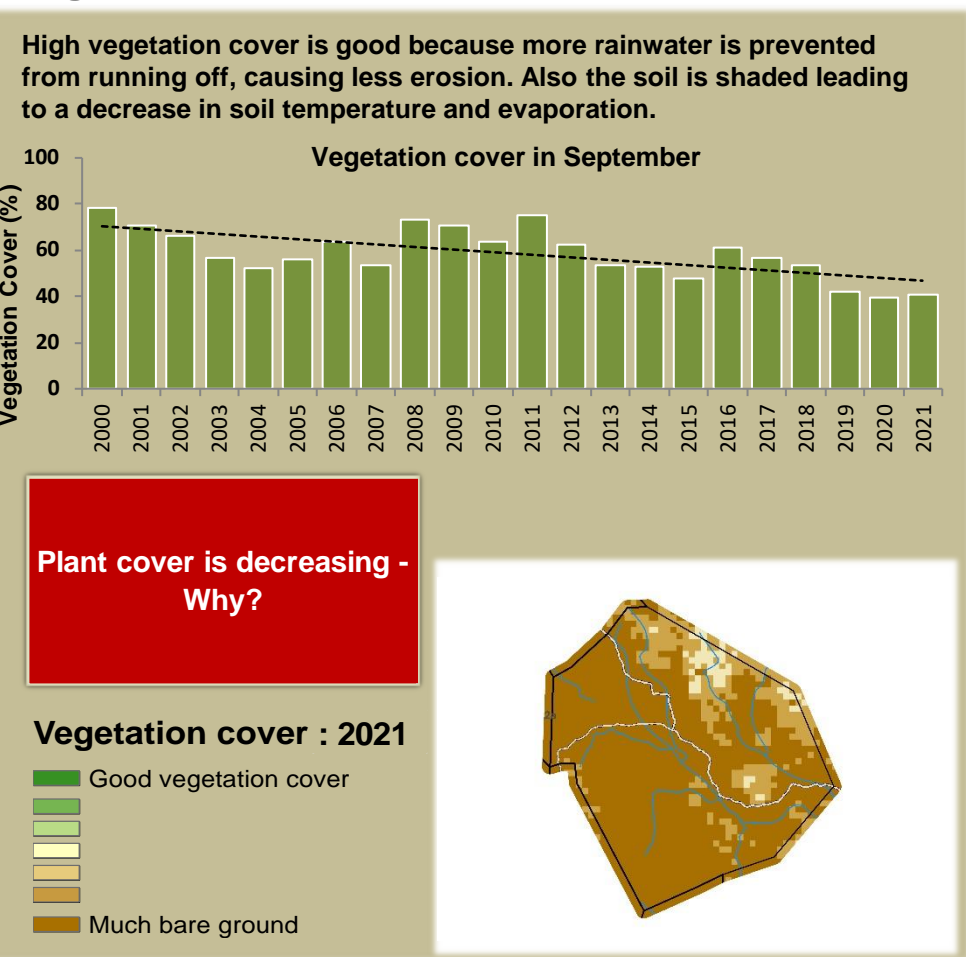 High vegetation cover is good because more rainwater is prevented
from running off, causing less erosion. Also the soil is shaded leading
to a decrease in soil temperature and evaporation.
Vegetation cover in September
Vegetation Cover (%)
100
80
60
40
20
0
2000 2001 2002 2003 2004 2005 2006 2007 2008 2009 2010 2011 2012 2013 2014 2015 2016 2017 2018 2019 2020 2021
Plant cover is decreasing -
Why?
Vegetation cover : 2021
Good vegetation cover
Much bare ground